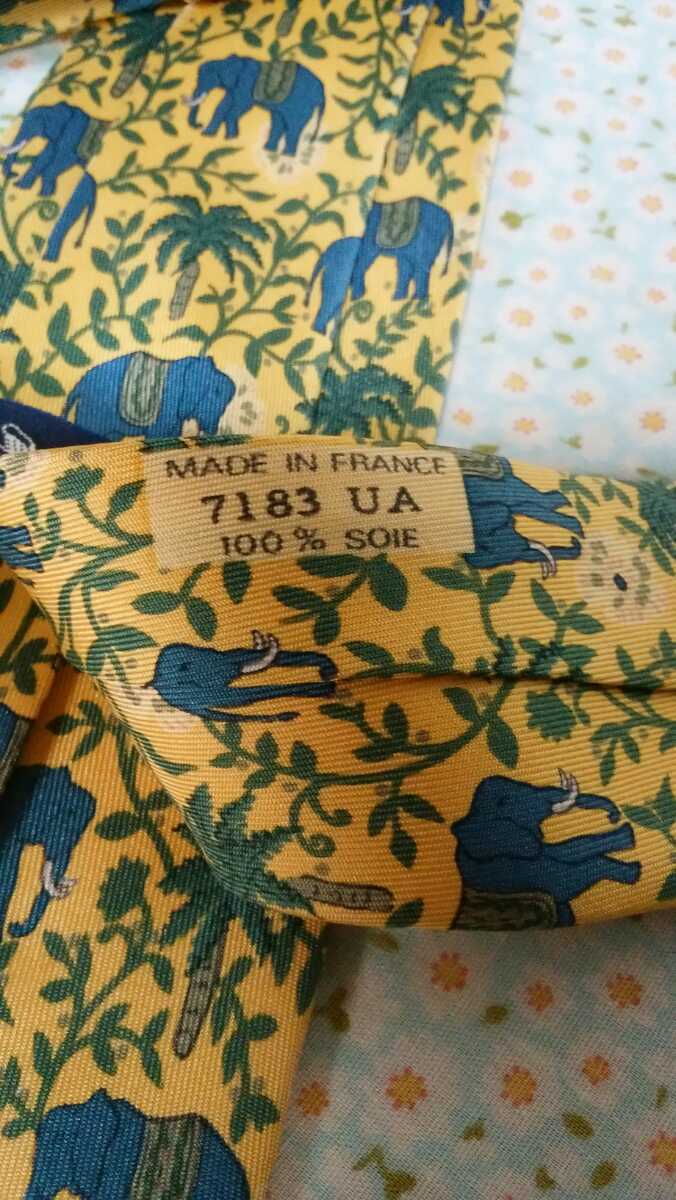 MADE IN FRANCE
7183 UA
100% SOIE